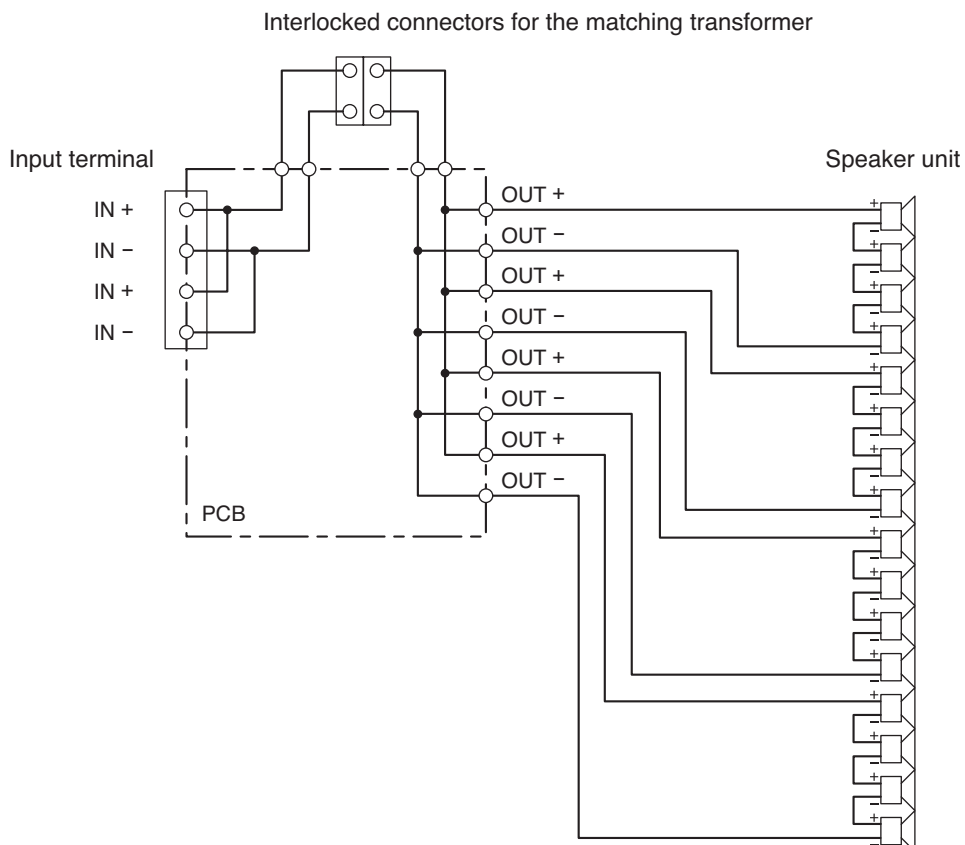 Interlocked connectors for the matching transformer
Input terminal
Speaker unit
IN +
IN −
IN +
IN −
OUT +
OUT −
OUT +
OUT −
OUT +
OUT −
OUT +
OUT −
PCB
+
−
+
−
+
−
+
−
+
−
+
−
+
−
+
−
+
−
+
−
+
−
+
−
+
−
+
−
+
−
+
−